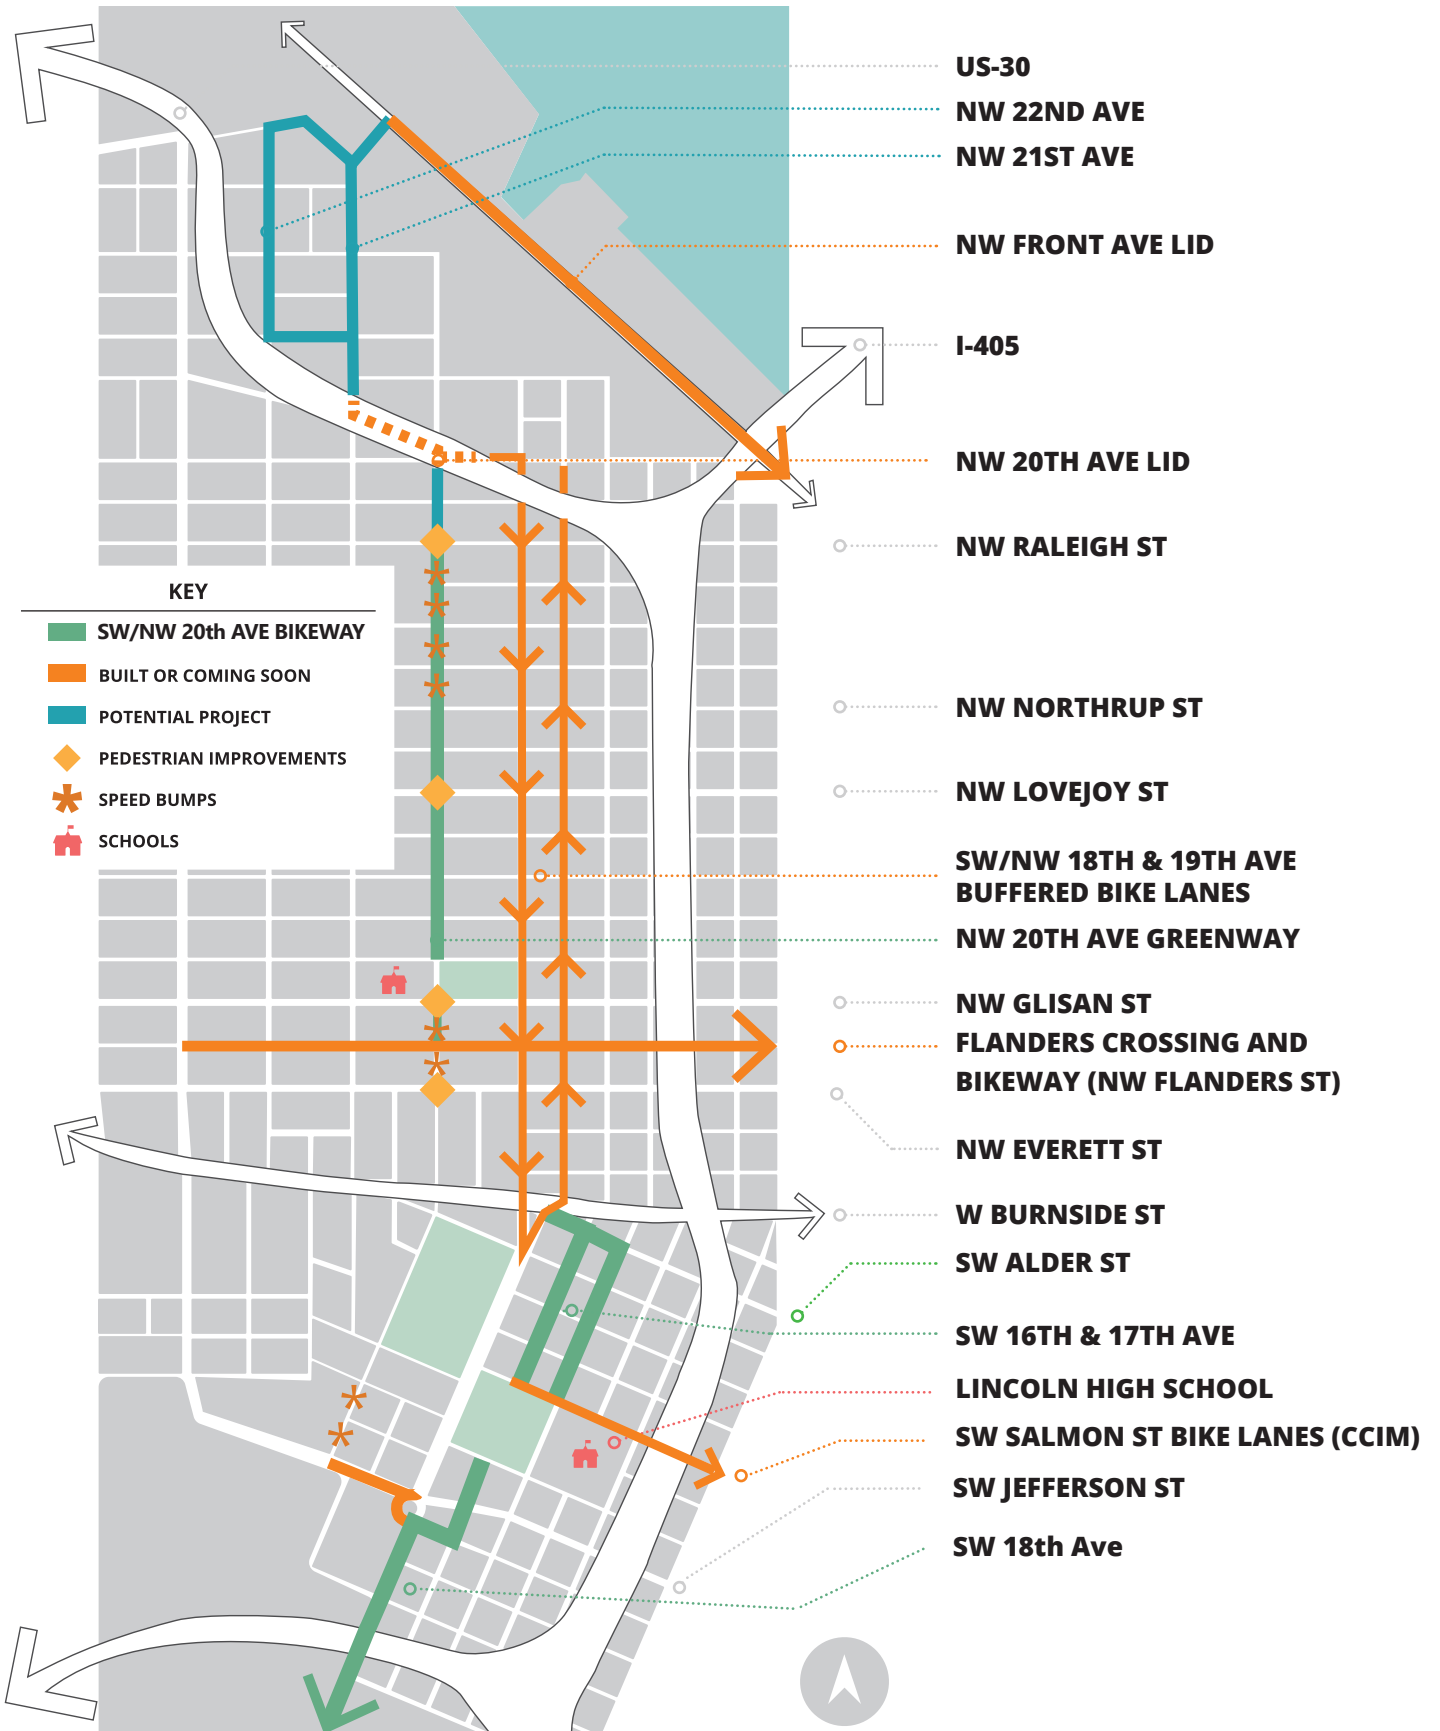 US-30
NW 22ND AVE
NW 21ST AVE
NW FRONT AVE LID
I-405
NW 20TH AVE LID
NW RALEIGH ST
KEY
SW/NW 20th AVE BIKEWAY
BUILT OR COMING SOON
POTENTIAL PROJECT
PEDESTRIAN IMPROVEMENTS
SPEED BUMPS
SCHOOLS
NW NORTHRUP ST
NW LOVEJOY ST
SW/NW 18TH & 19TH AVE
BUFFERED BIKE LANES
NW 20TH AVE GREENWAY
NW GLISAN ST
FLANDERS CROSSING AND
BIKEWAY (NW FLANDERS ST)
NW EVERETT ST
W BURNSIDE ST
SW ALDER ST
SW 16TH & 17TH AVE
LINCOLN HIGH SCHOOL
SW SALMON ST BIKE LANES (CCIM)
SW JEFFERSON ST
SW 18th Ave